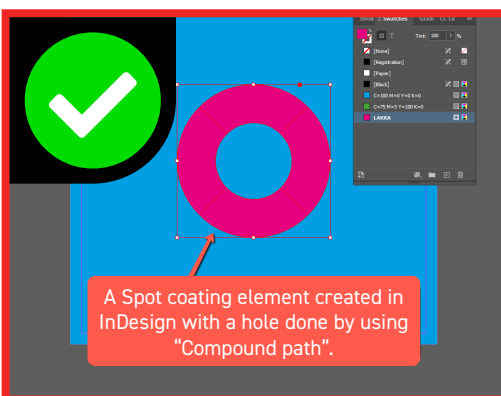 Swatches
Tint: 100 > %
[None]
[Registration]
[Paper]
[Black]
C=100 M=0 Y=0 K=0
C=75 M=5 Y=100 K=0
LAKKA
A Spot coating element created in
InDesign with a hole done by using
“Compound path”.